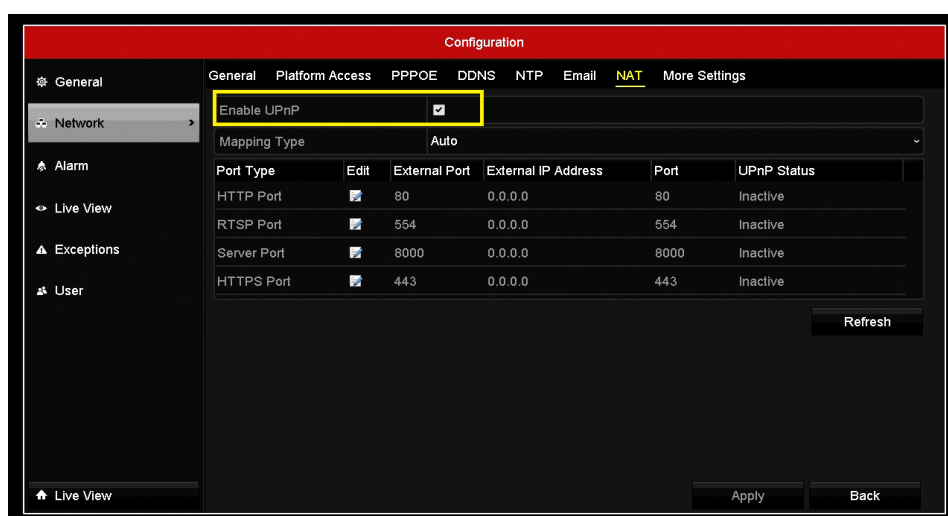 Configuration
General
Network
Alarm
Live View
Exceptions
User
Live View
General Platform Access PPPOE DDNS NTP Email NAT More Settings
Enable UPnP
Mapping Type Auto
Port Type Edit External Port External IP Address Port UPnP Status
HTTP Port 80 0.0.0.0 80 Inactive
RTSP Port 554 0.0.0.0 554 Inactive
Server Port 8000 0.0.0.0 8000 Inactive
HTTPS Port 443 0.0.0.0 443 Inactive
Refresh
Apply Back